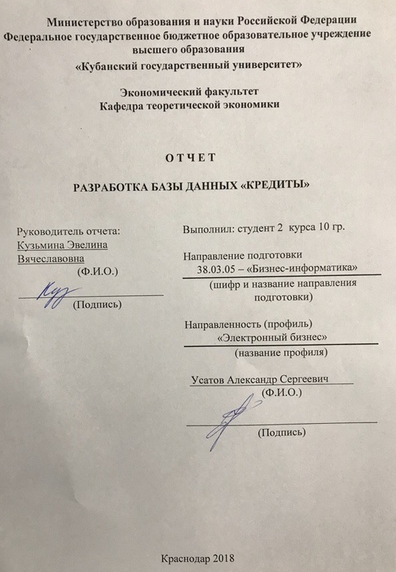 Министерство образования и науки Российской Федерации
Федеральное государственное бюджетное образовательное учреждение
высшего образования
«Кубанский государственный университет»
Экономический факультет
Кафедра теоретической экономики
О Т Ч Е Т
РАЗРАБОТКА БАЗЫ ДАННЫХ «КРЕДИТЫ»
Руководитель отчета:
Кузьмина Эвелина
Вячеславовна
(Ф.И.О.)
Куз
(Подпись)
Выполнил: студент 2 курса 10 гр.
Направление подготовки
38.03.05 – «Бизнес-информатика»
(шифр и название направления
подготовки)
Направленность (профиль)
«Электронный бизнес»
(название профиля)
Усатов Александр Сергеевич
(Ф.И.О.)
(Подпись)
Краснодар 2018